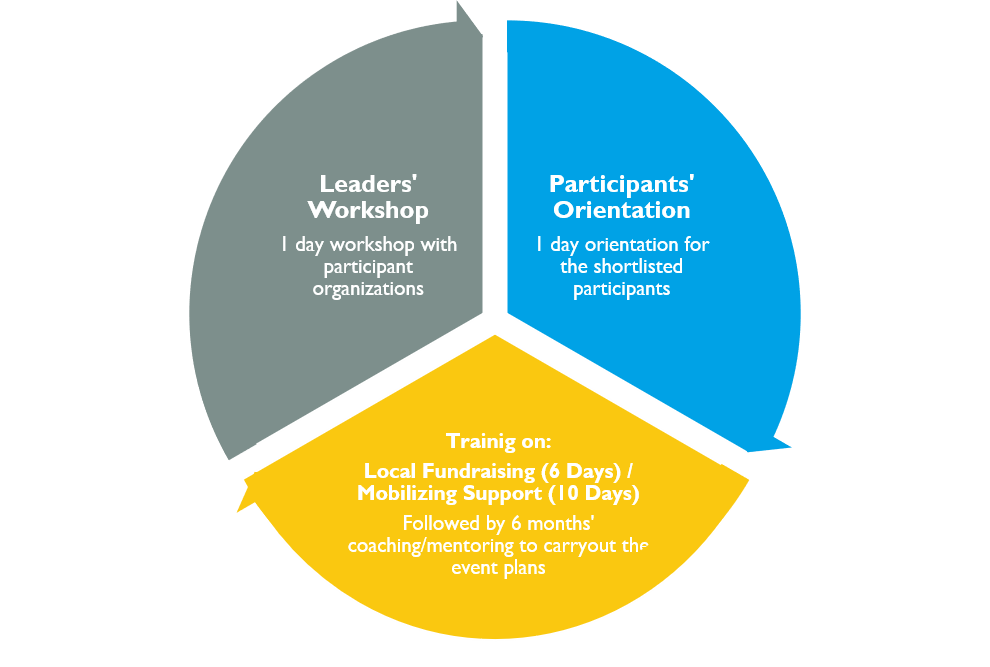 Leaders'
Workshop
1 day workshop with
participant
organizations
Participants'
Orientation
1 day orientation for
the shortlisted
participants
Trainig on:
Local Fundraising (6 Days) /
Mobilizing Support (10 Days)
Followed by 6 months'
coaching/mentoring to carryout the
event plans